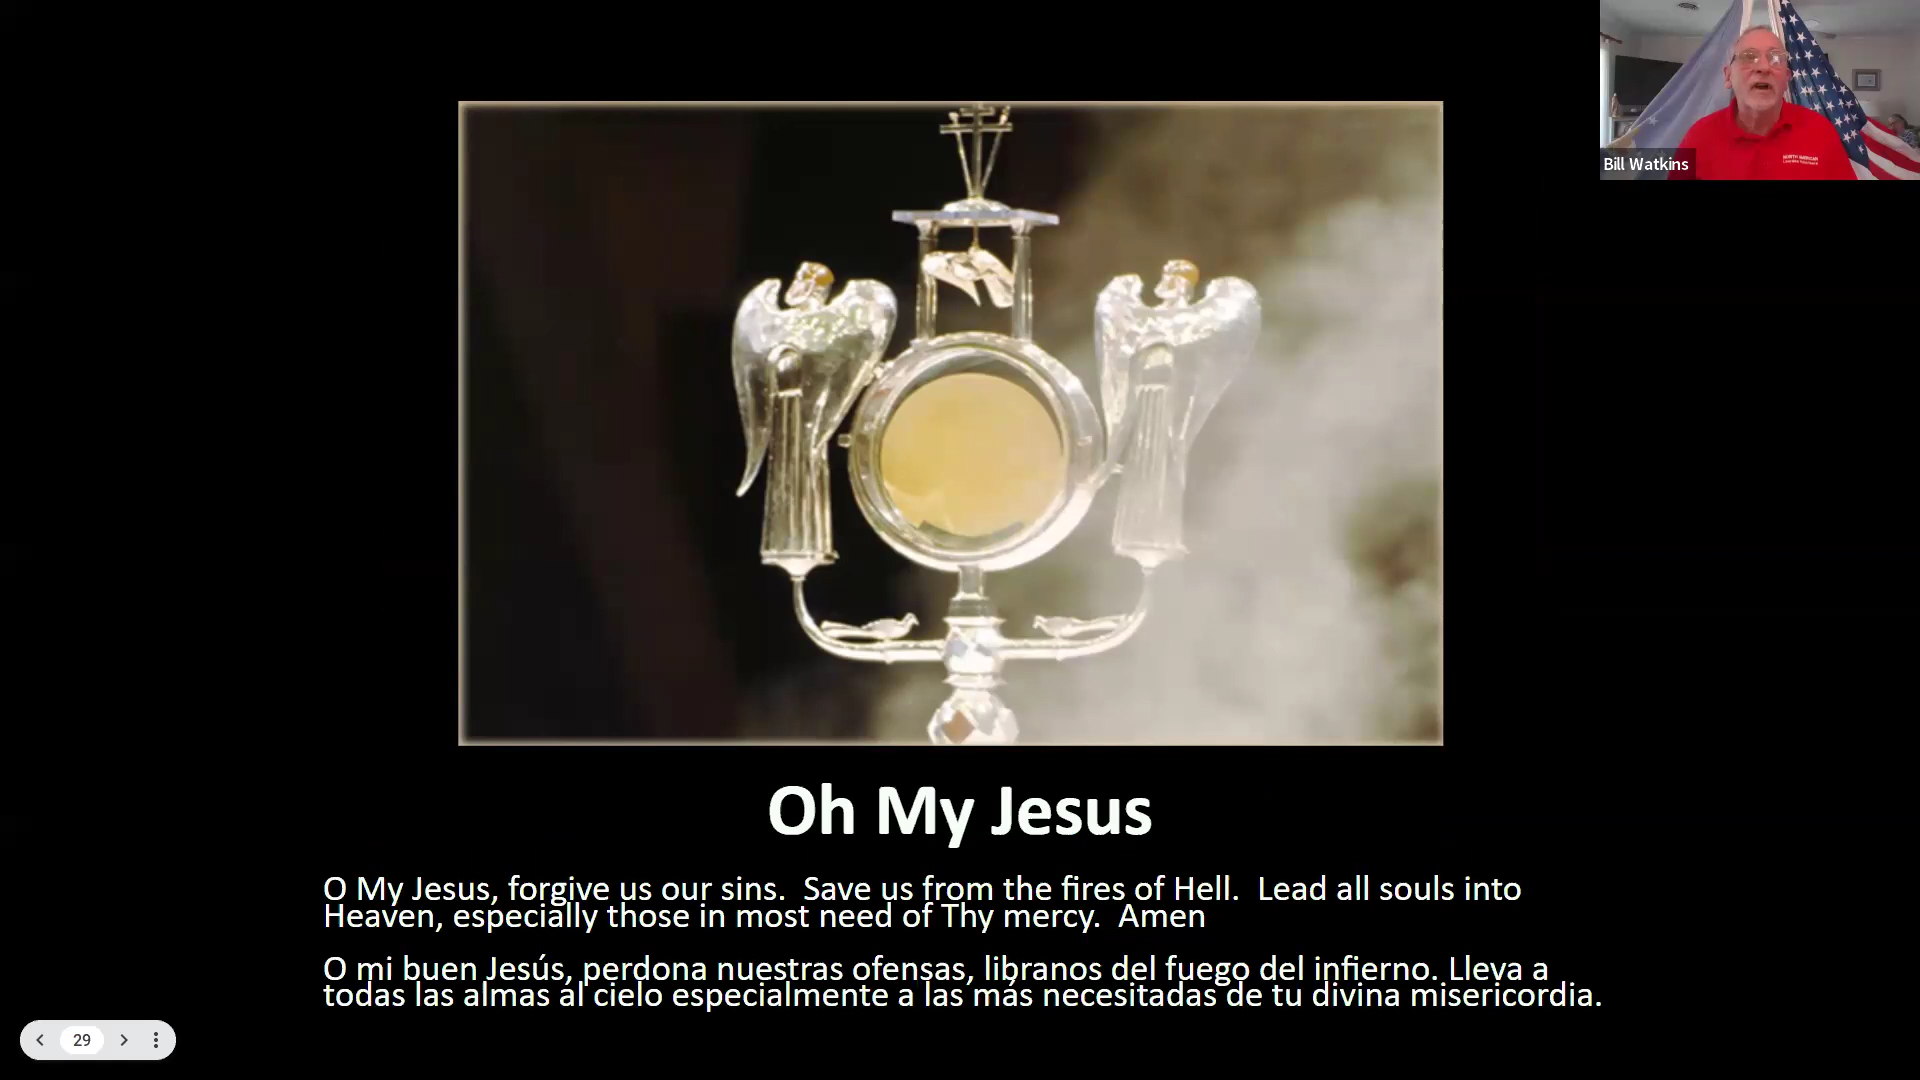 Bill Watkins
NORTH AMERICAN
Oh My Jesus
O My Jesus, forgive us our sins.  Save us from the fires of Hell.  Lead all souls into
Heaven, especially those in most need of Thy mercy.  Amen
O mi buen Jesús, perdona nuestras ofensas, libranos del fuego del infierno. Lleva a
todas las almas al cielo especialmente a las más necesitadas de tu divina misericordia.
29